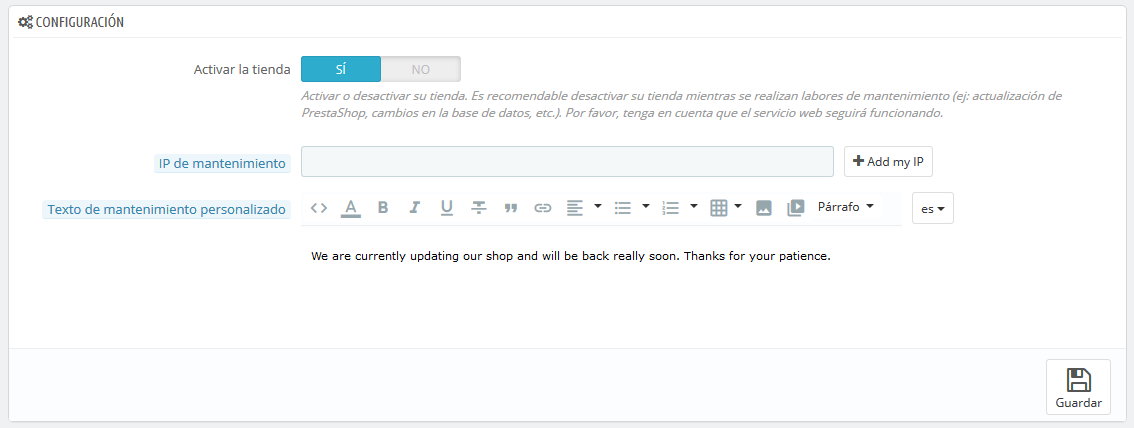 CONFIGURACIÓN
Activar la tienda
SÍ NO
Activar o desactivar su tienda. Es recomendable desactivar su tienda mientras se realizan labores de mantenimiento (ej: actualización de
PrestaShop, cambios en la base de datos, etc.). Por favor, tenga en cuenta que el servicio web seguirá funcionando.
IP de mantenimiento
Add my IP
Texto de mantenimiento personalizado
A B I U Párrafo
es
We are currently updating our shop and will be back really soon. Thanks for your patience.
Guardar